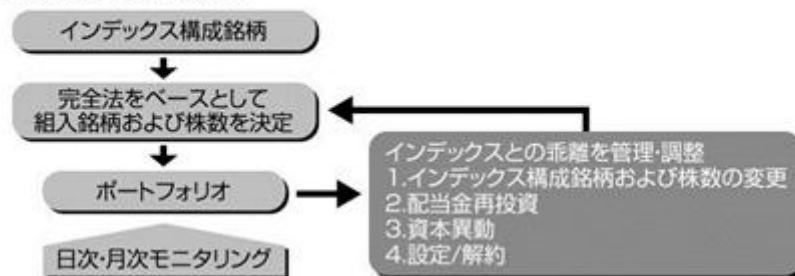 インデックス構成銘柄
完全法をベースとして
組入銘柄および株数を決定
ポートフォリオ
日次・月次モニタリング
インデックスとの乖離を管理・調整
1.インデックス構成銘柄および株数の変更
2.配当金再投資
3.資本異動
4.設定/解約